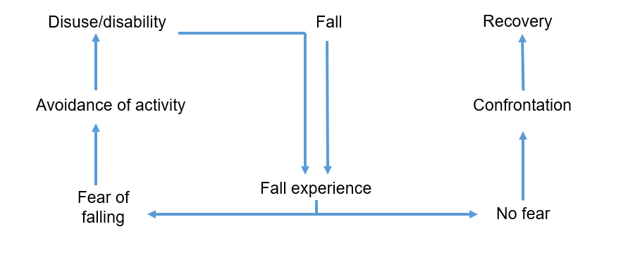 Disuse/disability
Fall
Recovery
Avoidance of activity
Confrontation
Fall experience
Fear of
falling
No fear